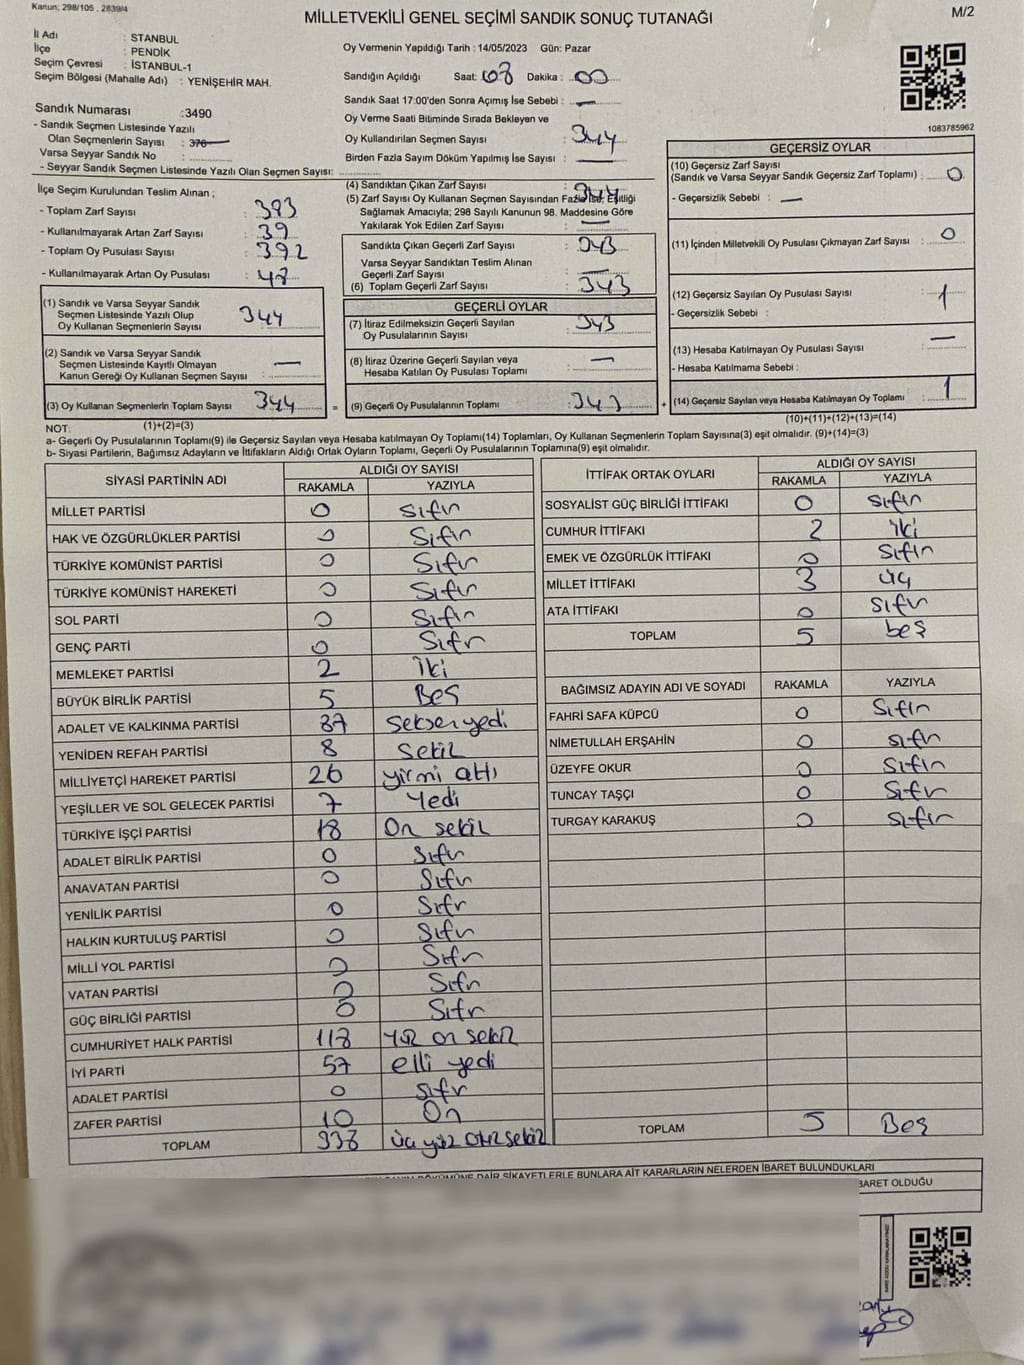 Kanun; 298/105 , 2839/4
M/2
MİLLETVEKİLİ GENEL SEÇİMİ SANDIK SONUÇ TUTANAĞI
İl Adı : STANBUL
İlçe : PENDİK
Seçim Çevresi : İSTANBUL-1
Seçim Bölgesi (Mahalle Adı) : YENİŞEHİR MAH.
Sandık Numarası :3490
- Sandık Seçmen Listesinde Yazılı
Olan Seçmenlerin Sayısı : 376
Varsa Seyyar Sandık No :
- Seyyar Sandık Seçmen Listesinde Yazılı Olan Seçmen Sayısı:
Oy Vermenin Yapıldığı Tarih : 14/05/2023 Gün: Pazar
Sandığın Açıldığı Saat: 08 Dakika : 00
Sandık Saat 17:00'den Sonra Açımış İse Sebebi : —
Oy Verme Saati Bitiminde Sırada Bekleyen ve
Oy Kullandırılan Seçmen Sayısı : 344
Birden Fazla Sayım Döküm Yapılmış İse Sayısı : —
1083785962
İlçe Seçim Kurulundan Teslim Alınan ;
- Toplam Zarf Sayısı : 393
- Kullanılmayarak Artan Zarf Sayısı : 39
- Toplam Oy Pusulası Sayısı : 392
- Kullanılmayarak Artan Oy Pusulası : 48
(1) Sandık ve Varsa Seyyar Sandık
Seçmen Listesinde Yazılı Olup
Oy Kullanan Seçmenlerin Sayısı : 344
(2) Sandık ve Varsa Seyyar Sandık
Seçmen Listesinde Kayıtlı Olmayan
Kanun Gereği Oy Kullanan Seçmen Sayısı : —
(3) Oy Kullanan Seçmenlerin Toplam Sayısı : 344
(1)+(2)=(3)
(4) Sandıktan Çıkan Zarf Sayısı : 344
(5) Zarf Sayısı Oy Kullanan Seçmen Sayısından Fazla İse; Eşitliği
Sağlamak Amacıyla; 298 Sayılı Kanunun 98. Maddesine Göre
Yakılarak Yok Edilen Zarf Sayısı : —
Sandıkta Çıkan Geçerli Zarf Sayısı : 343
Varsa Seyyar Sandıktan Teslim Alınan
Geçerli Zarf Sayısı : —
(6) Toplam Geçerli Zarf Sayısı : 343
GEÇERLİ OYLAR
(7) İtiraz Edilmeksizin Geçerli Sayılan
Oy Pusulalarının Sayısı : 343
(8) İtiraz Üzerine Geçerli Sayılan veya
Hesaba Katılan Oy Pusulası Toplamı : —
= (9) Geçerli Oy Pusulalarının Toplamı : 343 +
GEÇERSİZ OYLAR
(10) Geçersiz Zarf Sayısı
(Sandık ve Varsa Seyyar Sandık Geçersiz Zarf Toplamı) : 0
- Geçersizlik Sebebi : —
(11) İçinden Milletvekili Oy Pusulası Çıkmayan Zarf Sayısı : 0
(12) Geçersiz Sayılan Oy Pusulası Sayısı : 1
- Geçersizlik Sebebi :
(13) Hesaba Katılmayan Oy Pusulası Sayısı : —
- Hesaba Katılmama Sebebi :
(14) Geçersiz Sayılan veya Hesaba Katılmayan Oy Toplamı : 1
(10)+(11)+(12)+(13)=(14)
NOT:
a- Geçerli Oy Pusulalarının Toplamı(9) ile Geçersiz Sayılan veya Hesaba katılmayan Oy Toplamı(14) Toplamları, Oy Kullanan Seçmenlerin Toplam Sayısına(3) eşit olmalıdır. (9)+(14)=(3)
b- Siyasi Partilerin, Bağımsız Adayların ve İttifakların Aldığı Ortak Oyların Toplamı, Geçerli Oy Pusulalarının Toplamına(9) eşit olmalıdır.
SİYASİ PARTİNİN ADI ALDIĞI OY SAYISI
RAKAMLA YAZIYLA
MİLLET PARTİSİ 0 sıfır
HAK VE ÖZGÜRLÜKLER PARTİSİ 0 Sıfır
TÜRKİYE KOMÜNİST PARTİSİ 0 Sıfır
TÜRKİYE KOMÜNİST HAREKETİ 0 Sıfır
SOL PARTİ 0 Sıfır
GENÇ PARTİ 0 Sıfır
MEMLEKET PARTİSİ 2 İki
BÜYÜK BİRLİK PARTİSİ 5 Beş
ADALET VE KALKINMA PARTİSİ 87 seksen yedi
YENİDEN REFAH PARTİSİ 8 sekiz
MİLLİYETÇİ HAREKET PARTİSİ 26 yirmi altı
YEŞİLLER VE SOL GELECEK PARTİSİ 7 Yedi
TÜRKİYE İŞÇİ PARTİSİ 18 On sekiz
ADALET BİRLİK PARTİSİ 0 Sıfır
ANAVATAN PARTİSİ 0 Sıfır
YENİLİK PARTİSİ 0 Sıfır
HALKIN KURTULUŞ PARTİSİ 0 Sıfır
MİLLİ YOL PARTİSİ 0 Sıfır
VATAN PARTİSİ 0 Sıfır
GÜÇ BİRLİĞİ PARTİSİ 0 Sıfır
CUMHURİYET HALK PARTİSİ 118 Yüz on sekiz
İYİ PARTİ 57 elli yedi
ADALET PARTİSİ 0 sıfır
ZAFER PARTİSİ 10 On
TOPLAM 338 üç yüz otuz sekiz
İTTİFAK ORTAK OYLARI ALDIĞI OY SAYISI
RAKAMLA YAZIYLA
SOSYALİST GÜÇ BİRLİĞİ İTTİFAKI 0 sıfır
CUMHUR İTTİFAKI 2 iki
EMEK VE ÖZGÜRLÜK İTTİFAKI 0 sıfır
MİLLET İTTİFAKI 3 üç
ATA İTTİFAKI 0 sıfır
TOPLAM 5 beş
BAĞIMSIZ ADAYIN ADI VE SOYADI RAKAMLA YAZIYLA
FAHRİ SAFA KÜPCÜ 0 Sıfır
NİMETULLAH ERŞAHİN 0 sıfır
ÜZEYFE OKUR 0 Sıfır
TUNCAY TAŞÇI 0 Sıfır
TURGAY KARAKUŞ 0 sıfır
TOPLAM 5 Beş
DÖKÜMÜNE DAİR ŞİKAYETLERLE BUNLARA AİT KARARLARIN NELERDEN İBARET BULUNDUKLARI
BARET OLDUĞU